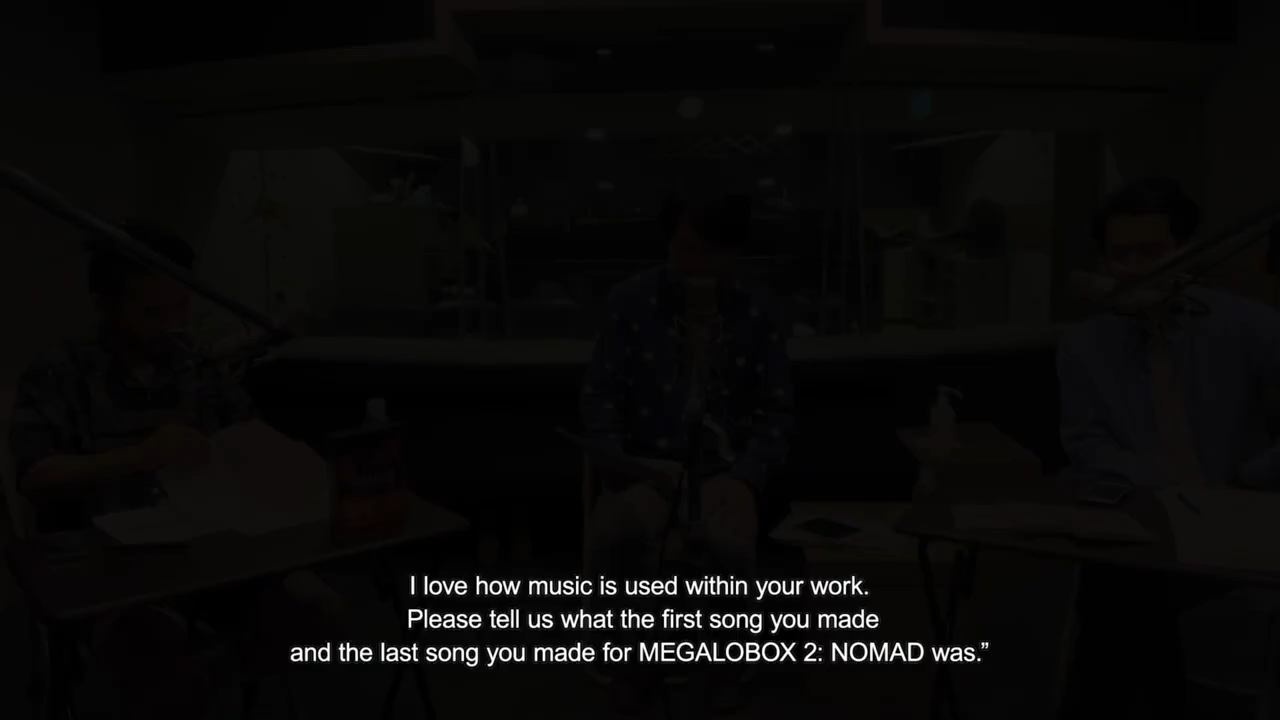 I love how music is used within your work.
Please tell us what the first song you made
and the last song you made for MEGALOBOX 2: NOMAD was.”